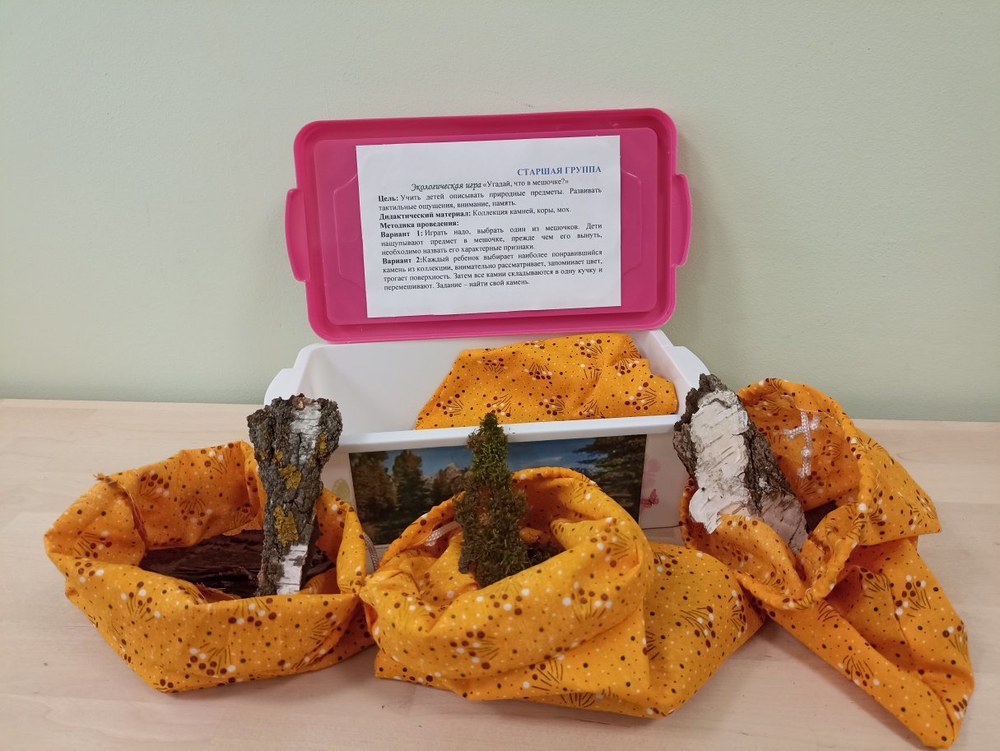 СТАРШАЯ ГРУППА
Экологическая игра «Угадай, что в мешочке?»
Цель: Учить детей описывать природные предметы. Развивать
тактильные ощущения, внимание, память.
Дидактический материал: Коллекция камней, коры, мох.
Методика проведения:
Вариант 1: Играть надо, выбрать один из мешочков. Дети
нащупывают предмет в мешочке, прежде чем его вынуть,
необходимо назвать его характерные признаки.
Вариант 2:Каждый ребенок выбирает наиболее понравившийся
камень из коллекции, внимательно рассматривает, запоминает цвет,
трогает поверхность. Затем все камни складываются в одну кучку и
перемешивают. Задание – найти свой камень.